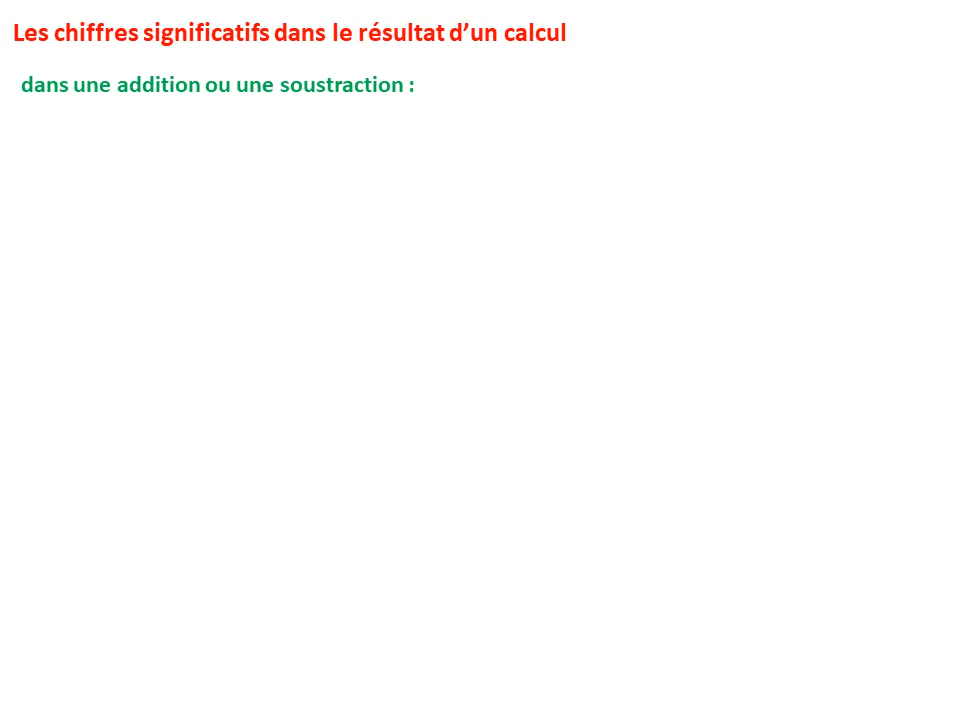 Les chiffres significatifs dans le résultat d’un calcul
dans une addition ou une soustraction :